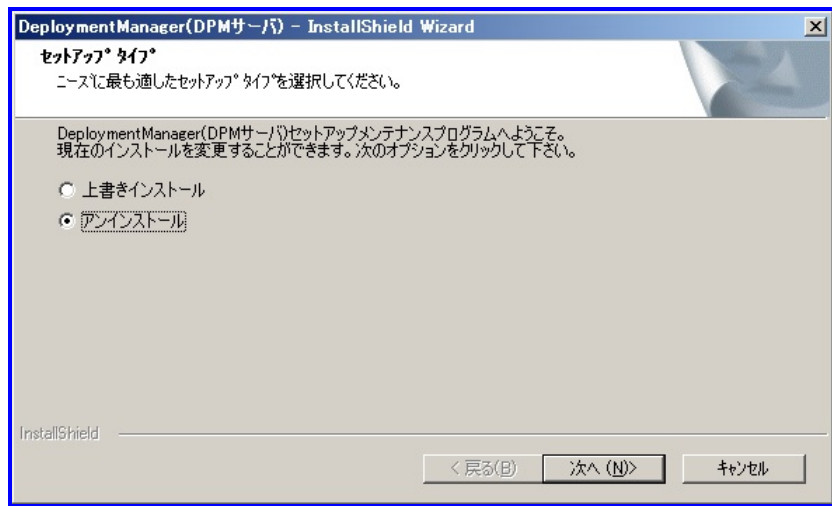 DeploymentManager(DPMサーバ) - InstallShield Wizard
セットアップ タイプ
ニーズに最も適したセットアップ タイプを選択してください。
DeploymentManager(DPMサーバ)セットアップメンテナンスプログラムへようこそ。
現在のインストールを変更することができます。次のオプションをクリックして下さい。
上書きインストール
アンインストール
InstallShield
< 戻る(B) 次へ (N)> キャンセル